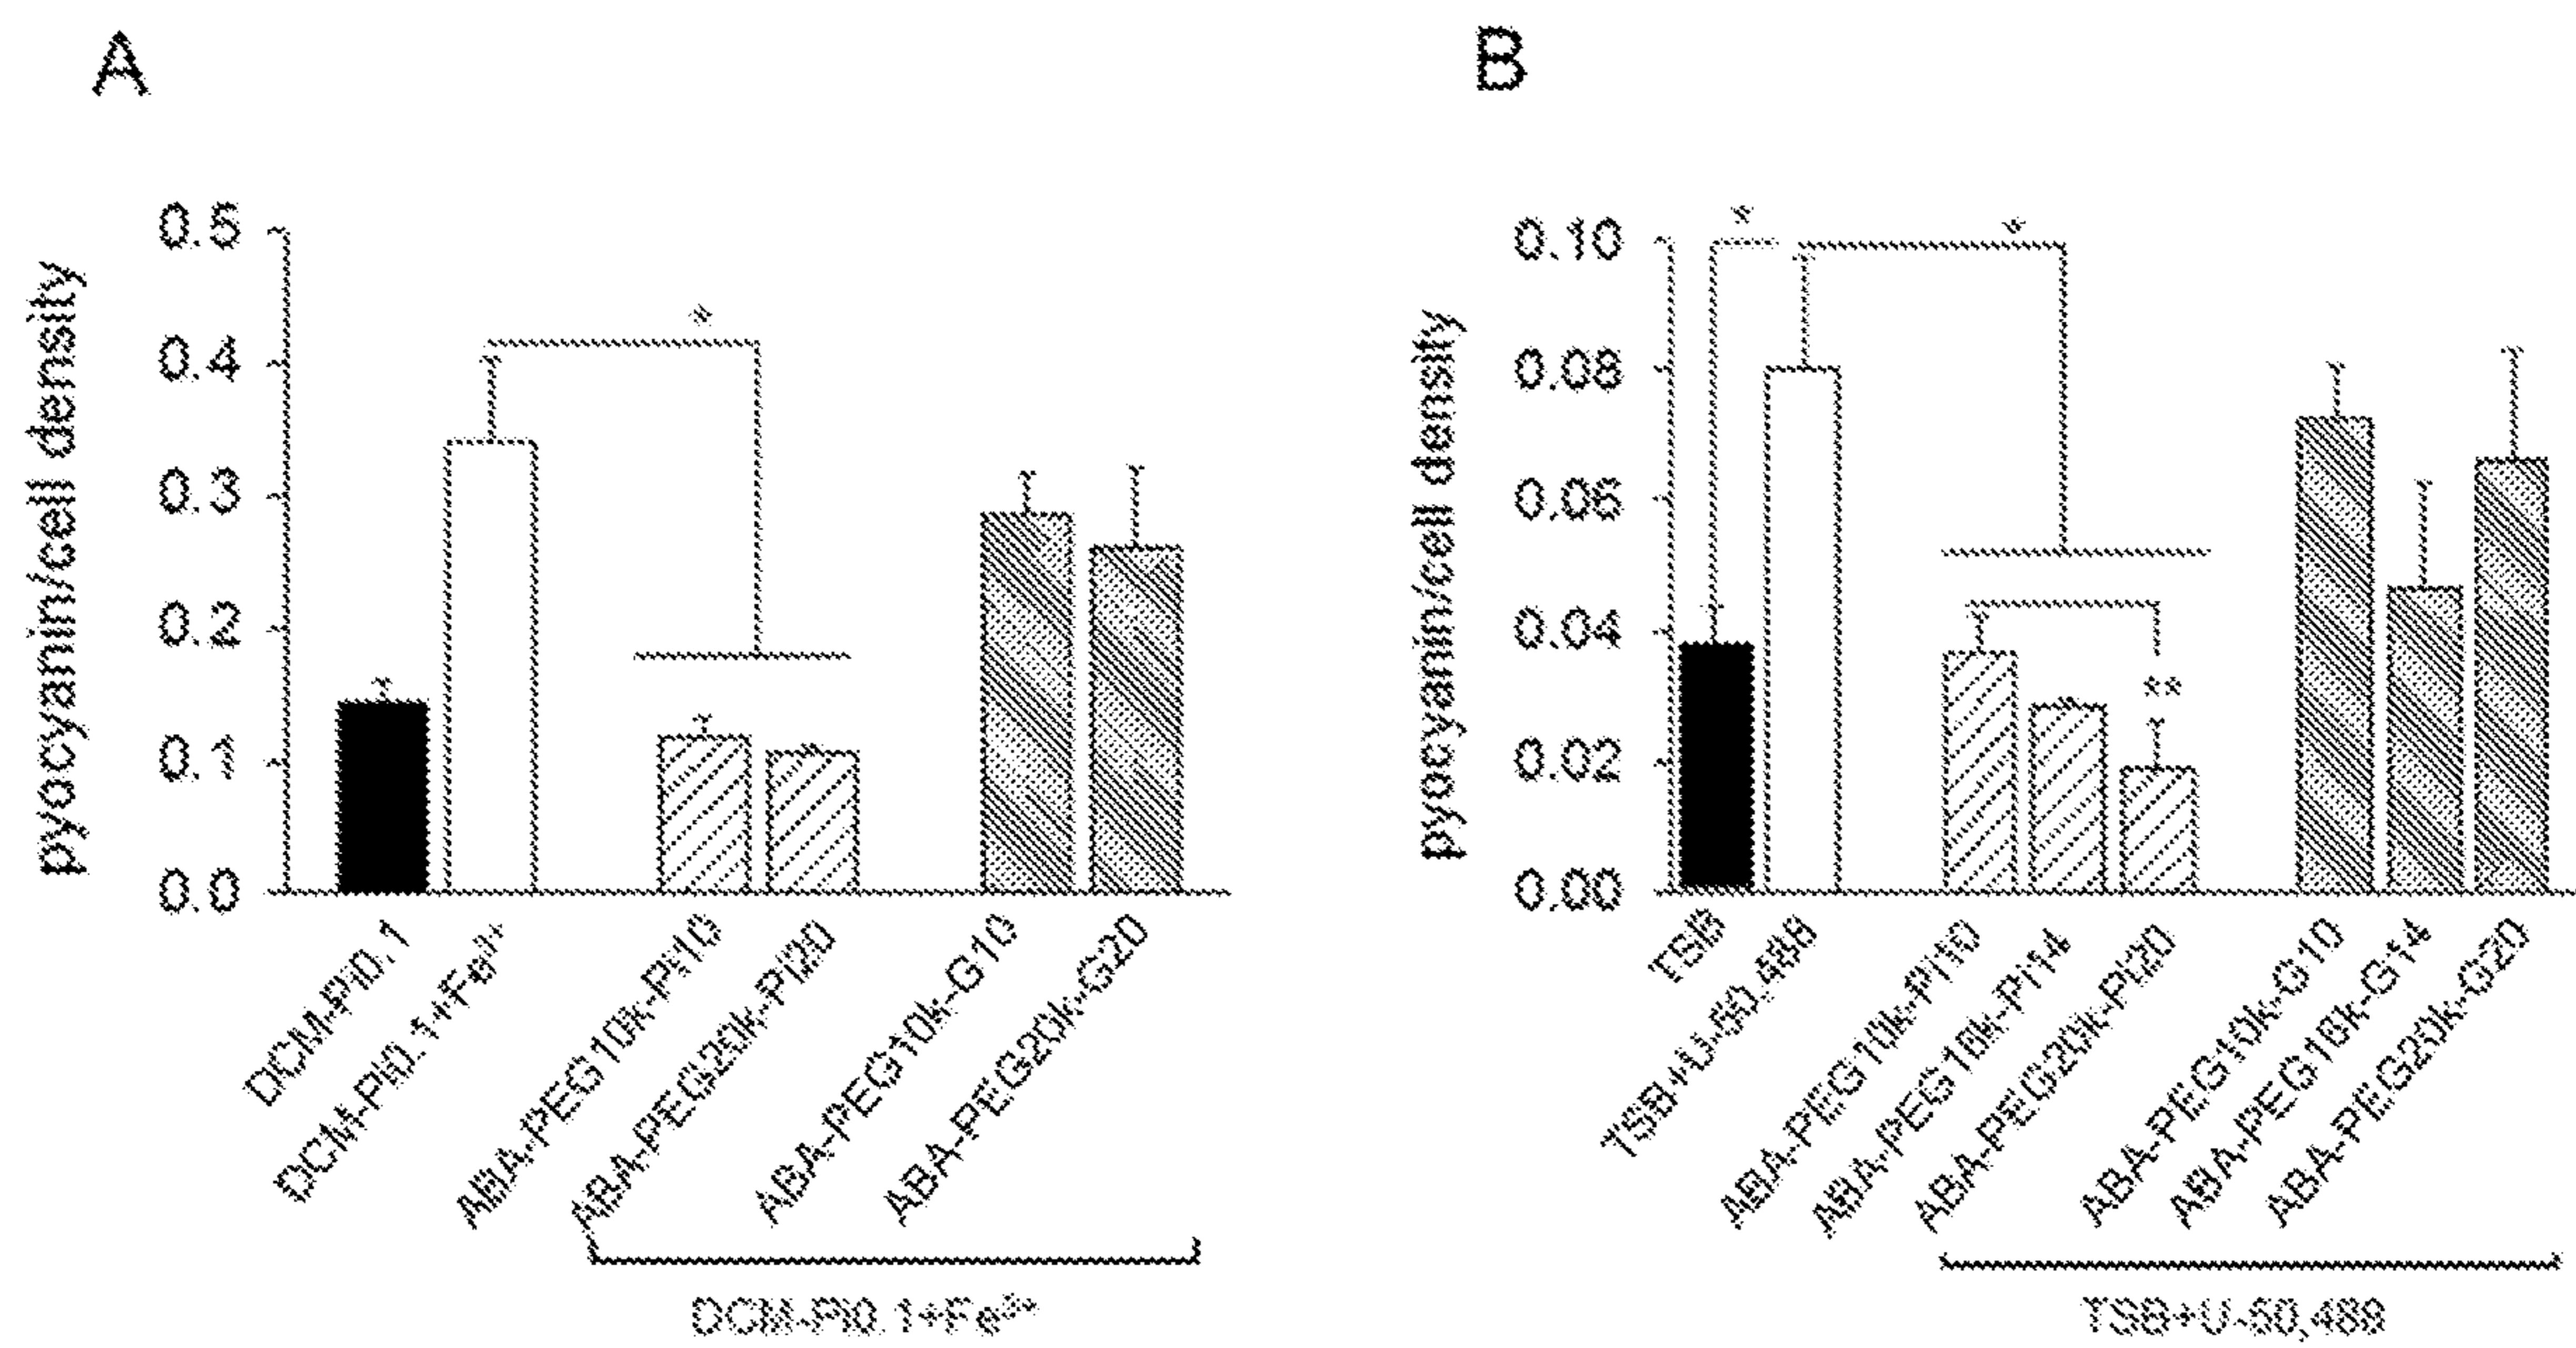 A
pyocyanin/cell density
0.5
0.4
0.3
0.2
0.1
0.0
*
DCM-Pi0.1
DCM-Pi0.1+Fe³⁺
ABA-PEG10k-Pi10
ABA-PEG20k-Pi20
ABA-PEG10k-G10
ABA-PEG20k-G20
DCM-Pi0.1+Fe³⁺
B
pyocyanin/cell density
0.10
0.08
0.06
0.04
0.02
0.00
*
*
**
TSB
TSB+U-50,488
ABA-PEG10k-Pi10
ABA-PEG16k-Pi14
ABA-PEG20k-Pi20
ABA-PEG10k-G10
ABA-PEG16k-G14
ABA-PEG20k-G20
TSB+U-50,488